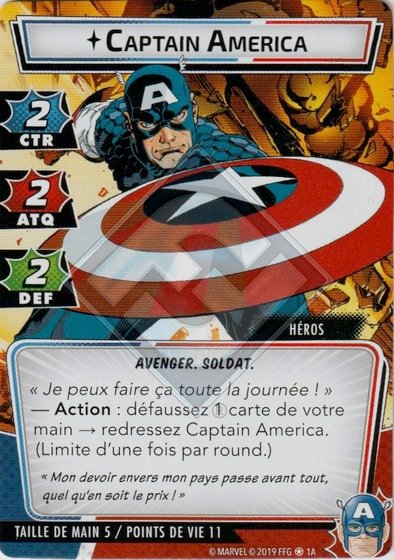 CAPTAIN AMERICA
A
2
CTR
2
ATQ
2
DEF
HÉROS
AVENGER. SOLDAT.
« Je peux faire ça toute la journée ! »
— Action : défaussez 1 carte de votre
main → redressez Captain America.
(Limite d'une fois par round.)
« Mon devoir envers mon pays passe avant tout,
quel qu'en soit le prix ! »
A
TAILLE DE MAIN 5 / POINTS DE VIE 11
© MARVEL © 2019 FFG 1A